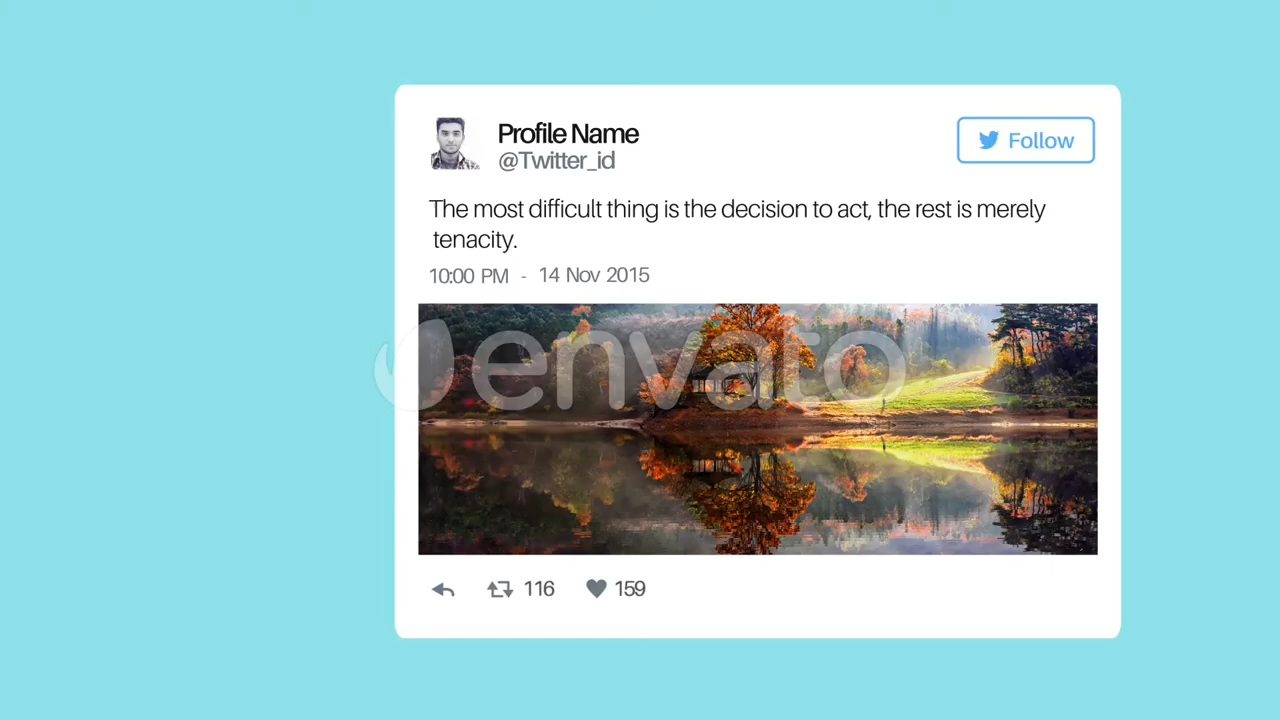 Profile Name
@Twitter_id
Follow
The most difficult thing is the decision to act, the rest is merely
tenacity.
10:00 PM - 14 Nov 2015
envato
116 159